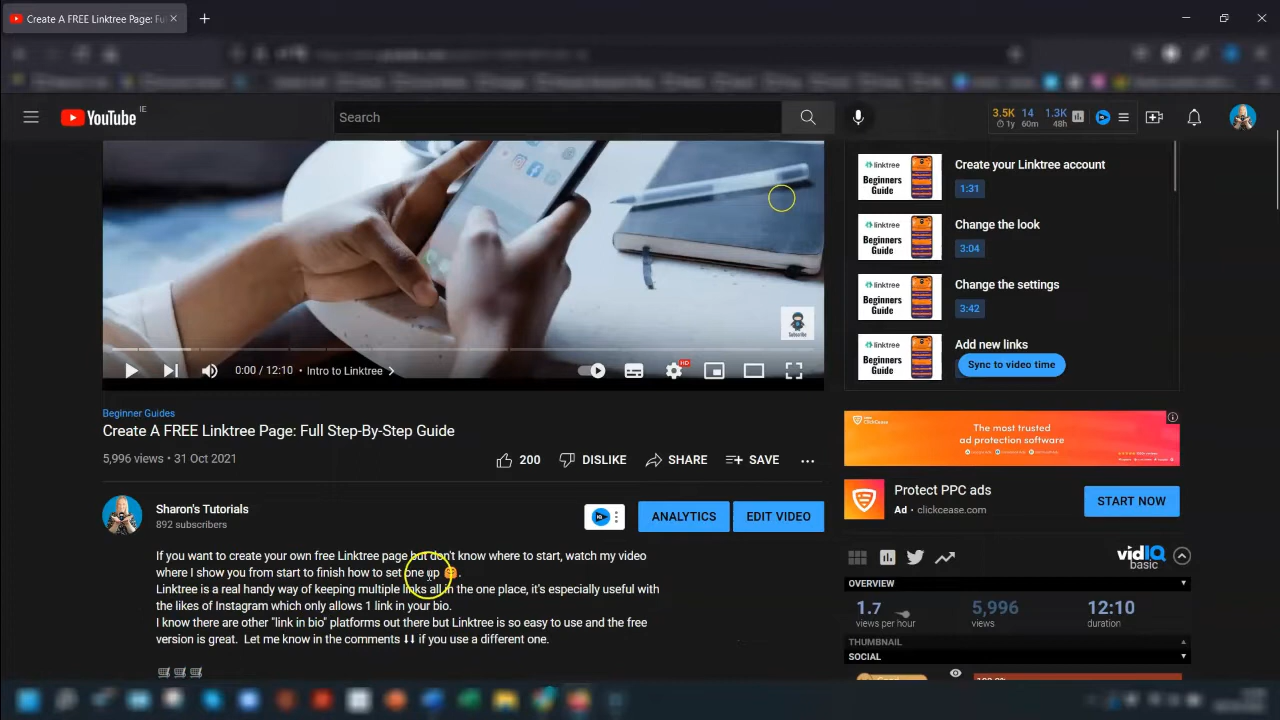 Create A FREE Linktree Page: Ful
YouTube IE
Search
3.5K 14 1.3K
1y 60m 48h
linktree
Beginners
Guide
Create your Linktree account
1:31
linktree
Beginners
Guide
Change the look
3:04
linktree
Beginners
Guide
Change the settings
3:42
linktree
Beginners
Guide
Add new links
Sync to video time
Subscribe
0:00 / 12:10 • Intro to Linktree
HD
Beginner Guides
Create A FREE Linktree Page: Full Step-By-Step Guide
5,996 views • 31 Oct 2021
200 DISLIKE SHARE SAVE
ClickCease
The most trusted
ad protection software
Protect PPC ads
Ad • clickcease.com
START NOW
Sharon's Tutorials
892 subscribers
ANALYTICS
EDIT VIDEO
If you want to create your own free Linktree page but don't know where to start, watch my video
where I show you from start to finish how to set one up 🤗.
Linktree is a real handy way of keeping multiple links all in the one place, it's especially useful with
the likes of Instagram which only allows 1 link in your bio.
I know there are other "link in bio" platforms out there but Linktree is so easy to use and the free
version is great. Let me know in the comments ⬇⬇ if you use a different one.
vidIQ
basic
OVERVIEW
1.7
views per hour
5,996
views
12:10
duration
THUMBNAIL
SOCIAL